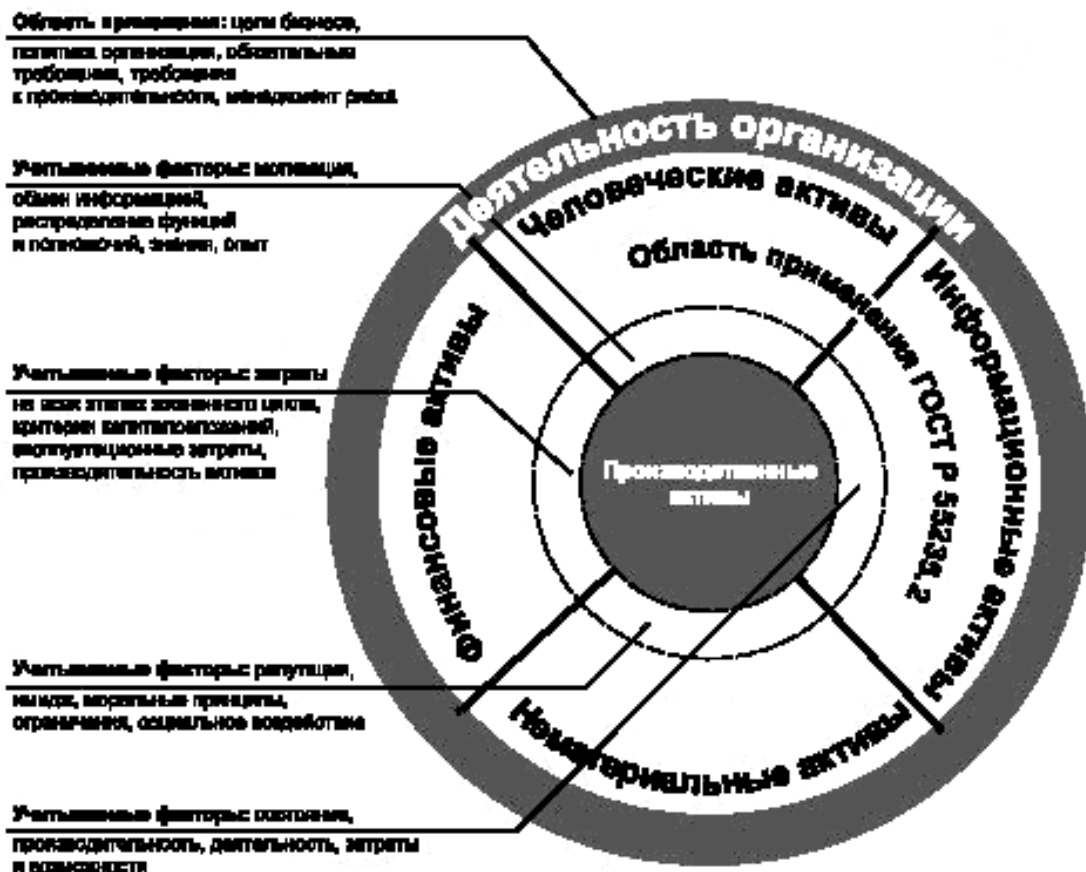 Область применения: цели бизнеса,
политика организации, обязательные
требования, требования
к производительности, менеджмент риска
Учитываемые факторы: мотивация,
обмен информацией,
распределение функций
и полномочий, знания, опыт
Учитываемые факторы: затраты
на всех этапах жизненного цикла,
критерии капиталовложений,
эксплуатационные затраты,
производительность активов
Учитываемые факторы: репутация,
имидж, моральные принципы,
ограничения, социальное воздействие
Учитываемые факторы: состояние,
производительность, деятельность, затраты
и возможности
Деятельность организации
Человеческие активы
Область применения ГОСТ Р 55235.2
Информационные активы
Финансовые активы
Производственные
активы
Нематериальные активы